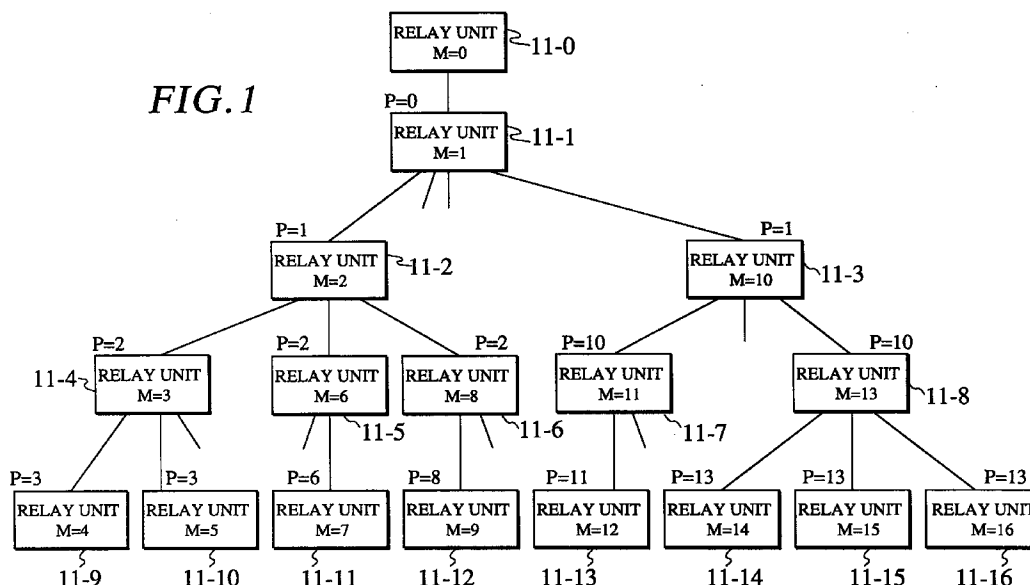 RELAY UNIT
M=0
11-0
FIG.1
P=0
RELAY UNIT
M=1
11-1
P=1
RELAY UNIT
M=2
11-2
P=1
RELAY UNIT
M=10
11-3
P=2
11-4
RELAY UNIT
M=3
P=2
RELAY UNIT
M=6
11-5
P=2
RELAY UNIT
M=8
11-6
P=10
RELAY UNIT
M=11
11-7
P=10
RELAY UNIT
M=13
11-8
P=3
RELAY UNIT
M=4
11-9
P=3
RELAY UNIT
M=5
11-10
P=6
RELAY UNIT
M=7
11-11
P=8
RELAY UNIT
M=9
11-12
P=11
RELAY UNIT
M=12
11-13
P=13
RELAY UNIT
M=14
11-14
P=13
RELAY UNIT
M=15
11-15
P=13
RELAY UNIT
M=16
11-16